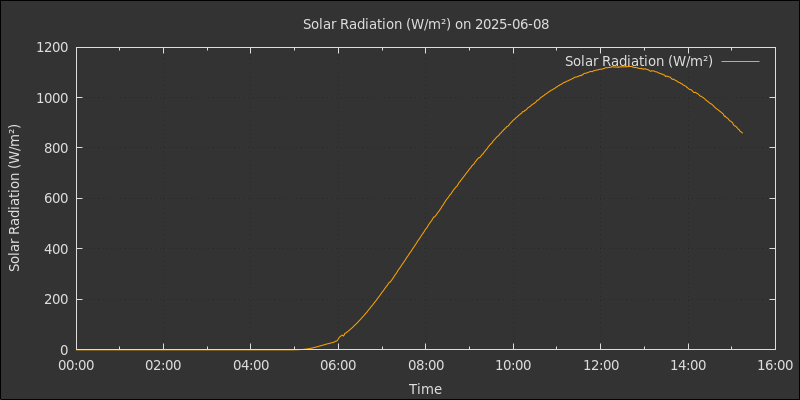 Solar Radiation (W/m²) on 2025-06-08
Solar Radiation (W/m²)
Solar Radiation (W/m²)
1200
1000
800
600
400
200
0
00:00 02:00 04:00 06:00 08:00 10:00 12:00 14:00 16:00
Time